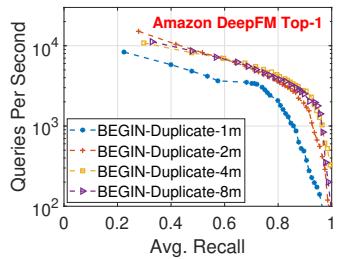 Amazon DeepFM Top-1
10^4
10^3
10^2
Queries Per Second
BEGIN-Duplicate-1m
BEGIN-Duplicate-2m
BEGIN-Duplicate-4m
BEGIN-Duplicate-8m
0 0.2 0.4 0.6 0.8 1
Avg. Recall